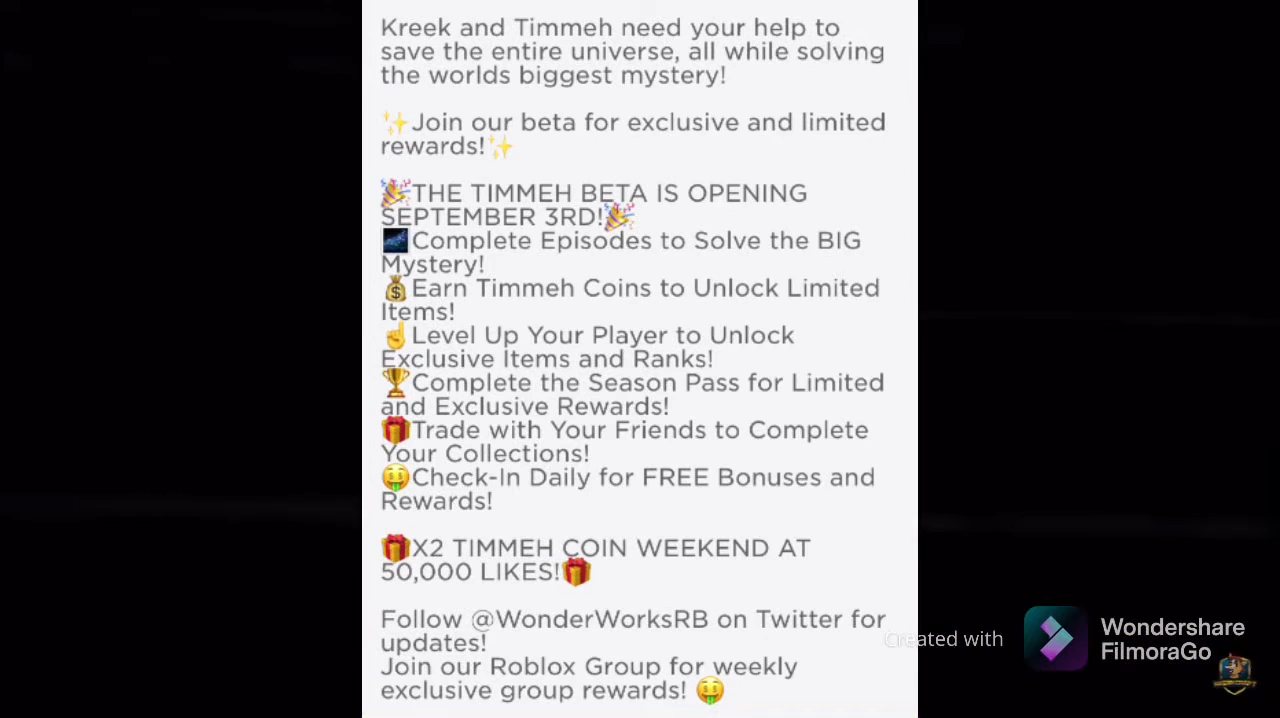 Kreek and Timmeh need your help to
save the entire universe, all while solving
the worlds biggest mystery!
✨Join our beta for exclusive and limited
rewards!✨
🎉THE TIMMEH BETA IS OPENING
SEPTEMBER 3RD!🎉
🌌Complete Episodes to Solve the BIG
Mystery!
💰Earn Timmeh Coins to Unlock Limited
Items!
☝️Level Up Your Player to Unlock
Exclusive Items and Ranks!
🏆Complete the Season Pass for Limited
and Exclusive Rewards!
🎁Trade with Your Friends to Complete
Your Collections!
🤑Check-In Daily for FREE Bonuses and
Rewards!
🎁X2 TIMMEH COIN WEEKEND AT
50,000 LIKES!🎁
Follow @WonderWorksRB on Twitter for
updates!
Join our Roblox Group for weekly
exclusive group rewards! 🤑
Created with
Wondershare
FilmoraGo